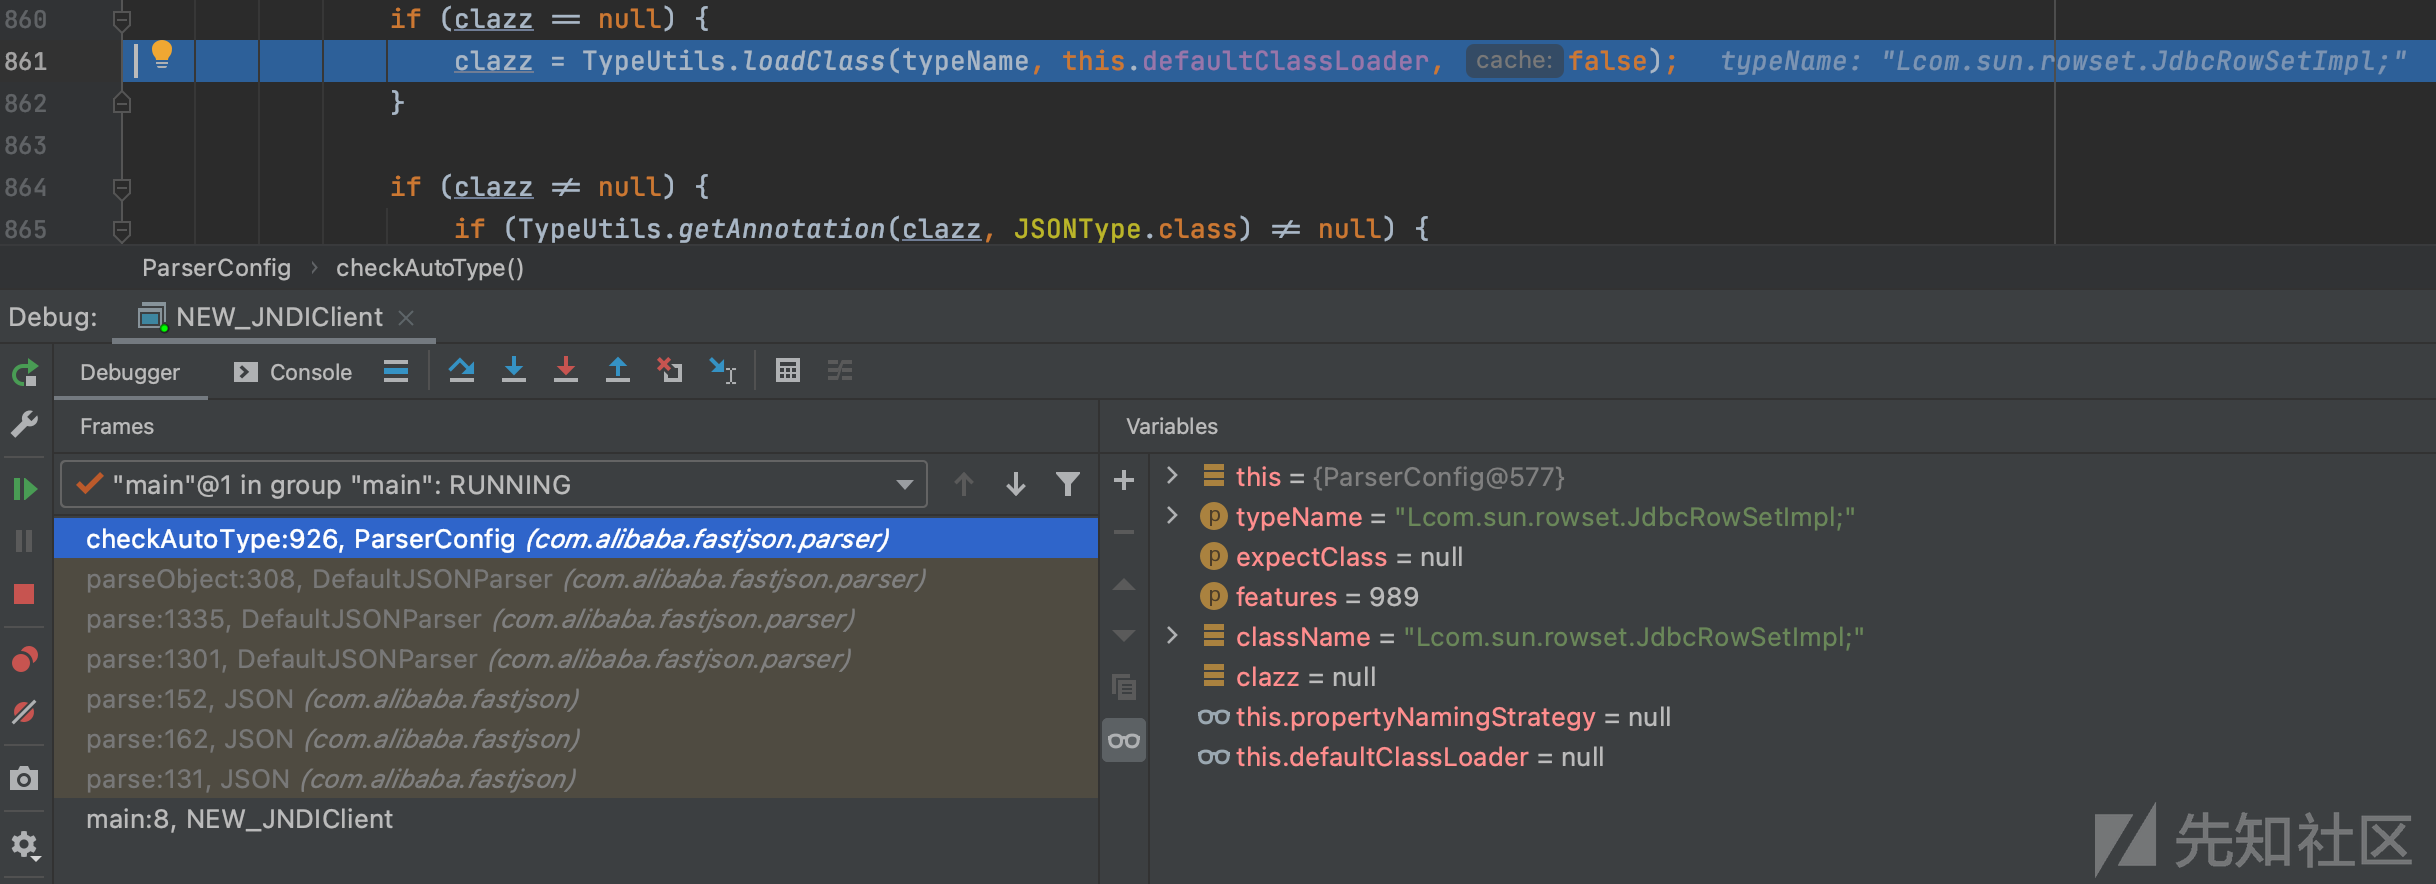 860 if (clazz == null) {
861 clazz = TypeUtils.loadClass(typeName, this.defaultClassLoader, cache: false); typeName: "Lcom.sun.rowset.JdbcRowSetImpl;"
862 }
863
864 if (clazz ≠ null) {
865 if (TypeUtils.getAnnotation(clazz, JSONType.class) ≠ null) {
ParserConfig › checkAutoType()
Debug: NEW_JNDIClient
Debugger Console
Frames
"main"@1 in group "main": RUNNING
checkAutoType:926, ParserConfig (com.alibaba.fastjson.parser)
parseObject:308, DefaultJSONParser (com.alibaba.fastjson.parser)
parse:1335, DefaultJSONParser (com.alibaba.fastjson.parser)
parse:1301, DefaultJSONParser (com.alibaba.fastjson.parser)
parse:152, JSON (com.alibaba.fastjson)
parse:162, JSON (com.alibaba.fastjson)
parse:131, JSON (com.alibaba.fastjson)
main:8, NEW_JNDIClient
Variables
this = {ParserConfig@577}
typeName = "Lcom.sun.rowset.JdbcRowSetImpl;"
expectClass = null
features = 989
className = "Lcom.sun.rowset.JdbcRowSetImpl;"
clazz = null
this.propertyNamingStrategy = null
this.defaultClassLoader = null
先知社区